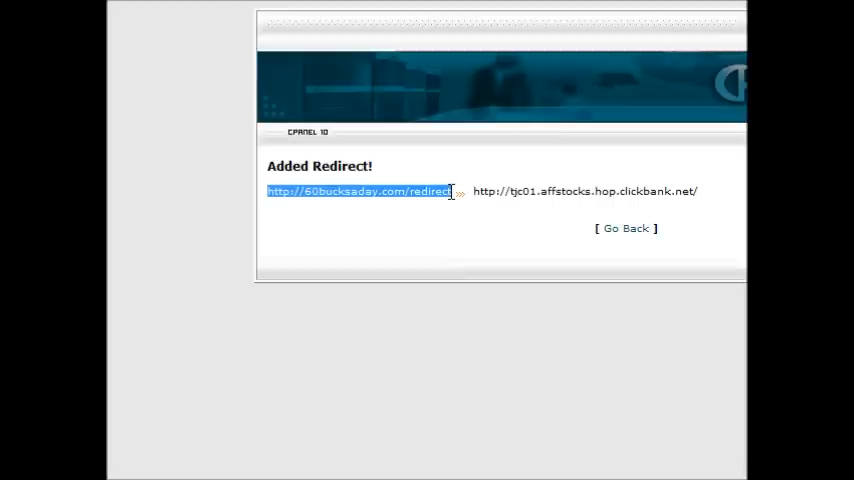 CPANEL 10
Added Redirect!
http://60bucksaday.com/redirect http://tjc01.affstocks.hop.clickbank.net/
[ Go Back ]